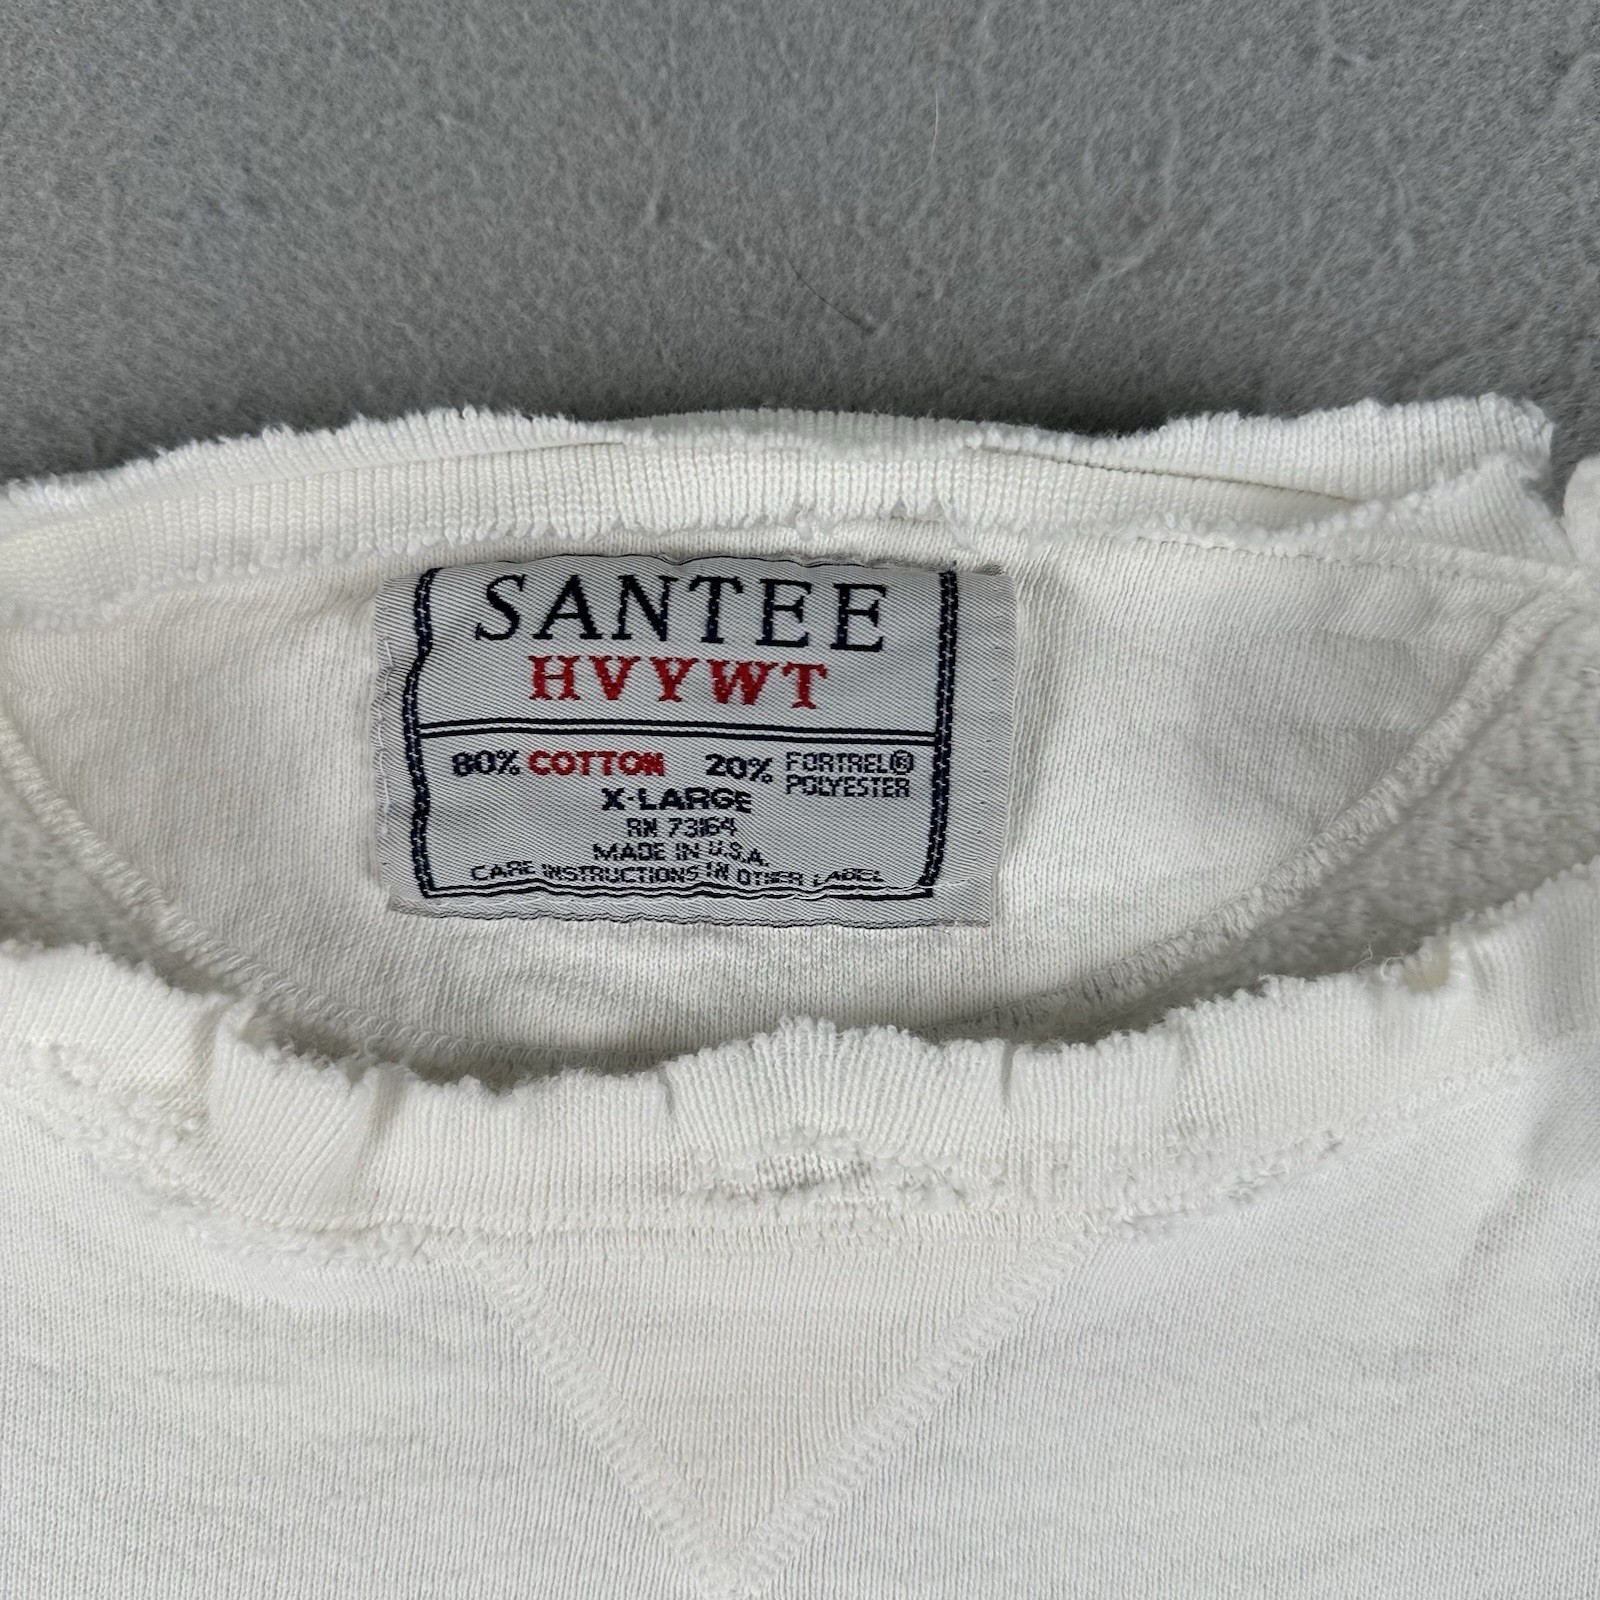 SANTEE
HVYWT
80% COTTON 20% FORTREL®
POLYESTER
X-LARGE
RN 73164
MADE IN U.S.A.
CARE INSTRUCTIONS IN OTHER LABEL